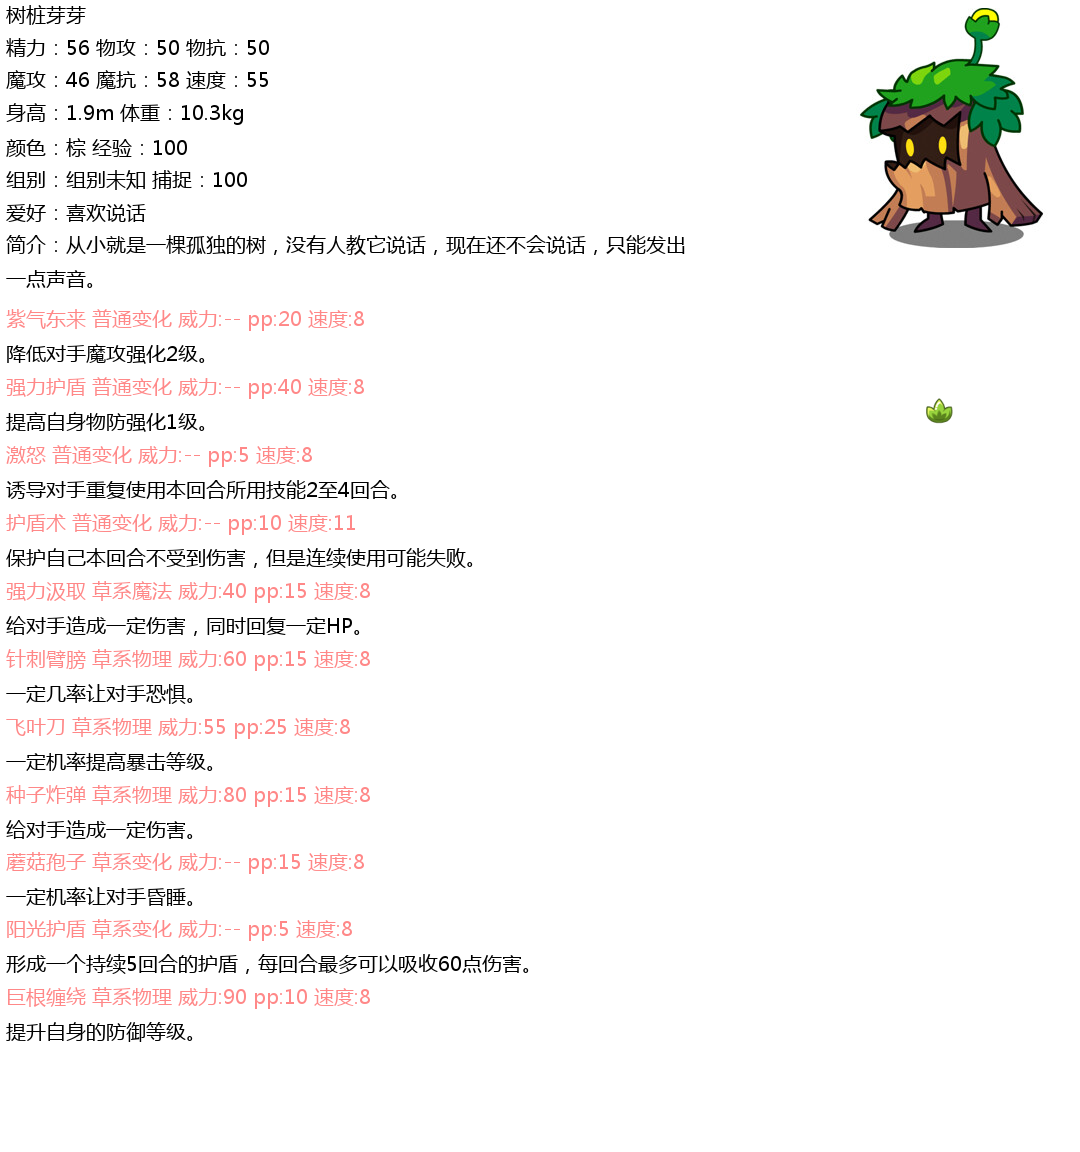 树桩芽芽
精力：56 物攻：50 物抗：50
魔攻：46 魔抗：58 速度：55
身高：1.9m 体重：10.3kg
颜色：棕 经验：100
组别：组别未知 捕捉：100
爱好：喜欢说话
简介：从小就是一棵孤独的树，没有人教它说话，现在还不会说话，只能发出
一点声音。
紫气东来 普通变化 威力:-- pp:20 速度:8
降低对手魔攻强化2级。
强力护盾 普通变化 威力:-- pp:40 速度:8
提高自身物防强化1级。
激怒 普通变化 威力:-- pp:5 速度:8
诱导对手重复使用本回合所用技能2至4回合。
护盾术 普通变化 威力:-- pp:10 速度:11
保护自己本回合不受到伤害，但是连续使用可能失败。
强力汲取 草系魔法 威力:40 pp:15 速度:8
给对手造成一定伤害，同时回复一定HP。
针刺臂膀 草系物理 威力:60 pp:15 速度:8
一定几率让对手恐惧。
飞叶刀 草系物理 威力:55 pp:25 速度:8
一定机率提高暴击等级。
种子炸弹 草系物理 威力:80 pp:15 速度:8
给对手造成一定伤害。
蘑菇孢子 草系变化 威力:-- pp:15 速度:8
一定机率让对手昏睡。
阳光护盾 草系变化 威力:-- pp:5 速度:8
形成一个持续5回合的护盾，每回合最多可以吸收60点伤害。
巨根缠绕 草系物理 威力:90 pp:10 速度:8
提升自身的防御等级。